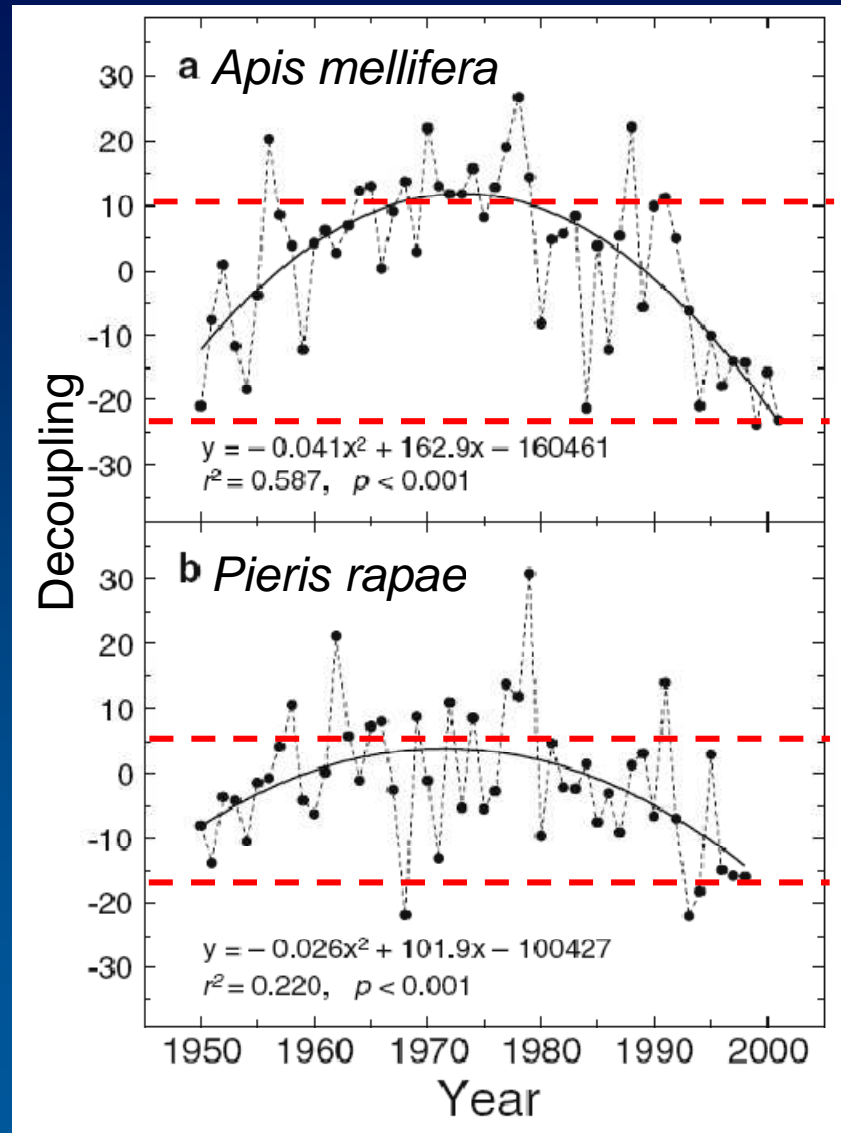 a Apis mellifera
30
20
10
0
-10
-20
-30
y = − 0.041x² + 162.9x − 160461
r² = 0.587, p < 0.001
Decoupling
b Pieris rapae
30
20
10
0
-10
-20
-30
y = − 0.026x² + 101.9x − 100427
r² = 0.220, p < 0.001
1950 1960 1970 1980 1990 2000
Year